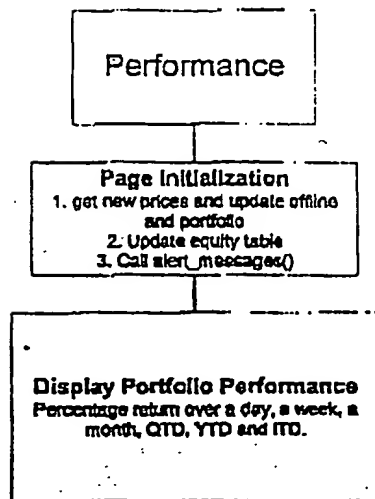 Performance
Page Initialization
1. get new prices and update offline
and portfolio
2. Update equity table
3. Call alert_messages()
Display Portfolio Performance
Percentage return over a day, a week, a
month, QTD, YTD and ITD.